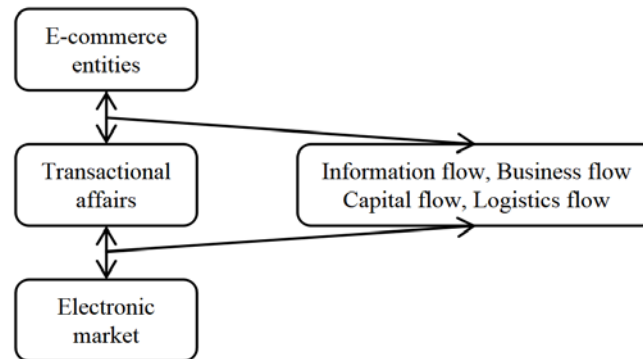 E-commerce
entities
Transactional
affairs
Information flow, Business flow
Capital flow, Logistics flow
Electronic
market